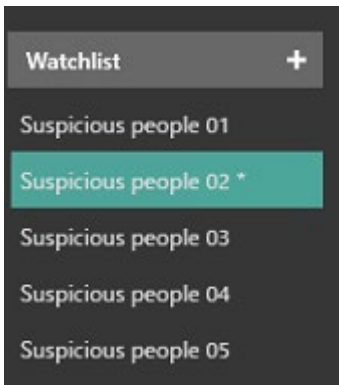 Watchlist +
Suspicious people 01
Suspicious people 02 *
Suspicious people 03
Suspicious people 04
Suspicious people 05